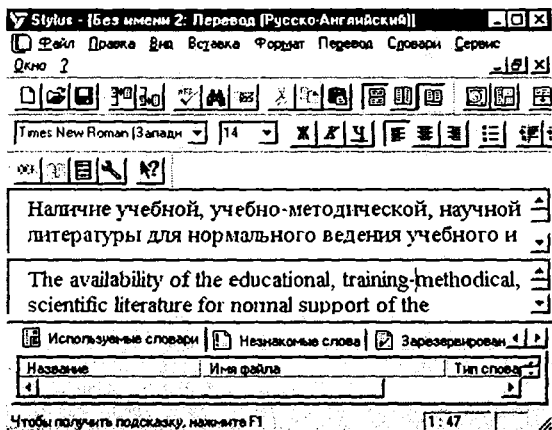 Stylus - [Без имени 2: Перевод (Русско-Английский)]
Файл Правка Вид Вставка Формат Перевод Словари Сервис
Окно ?
Times New Roman (Западн 14 Ж К Ч
Наличие учебной, учебно-методической, научной
литературы для нормального ведения учебного и
The availability of the educational, training-methodical,
scientific literature for normal support of the
Используемые словари Незнакомые слова Зарезервирован
Название Имя файла Тип словар
Чтобы получить подсказку, нажмите F1 1 : 47